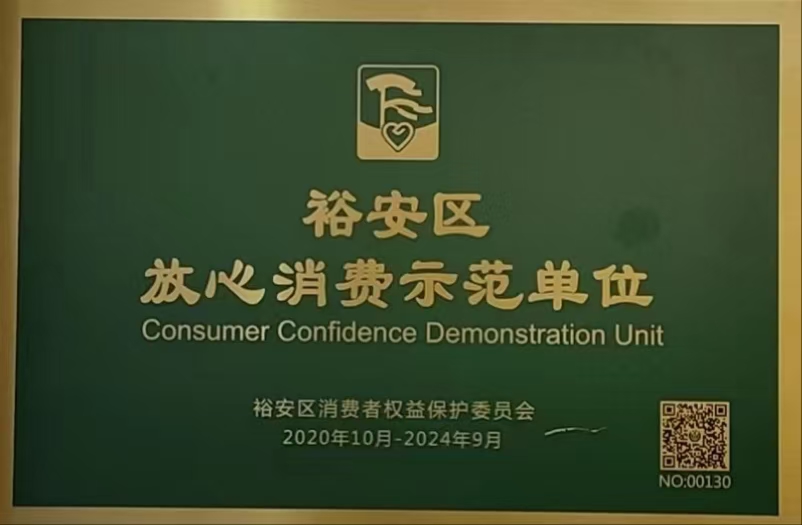 裕安区
放心消费示范单位
Consumer Confidence Demonstration Unit
裕安区消费者权益保护委员会
2020年10月-2024年9月
NO:00130